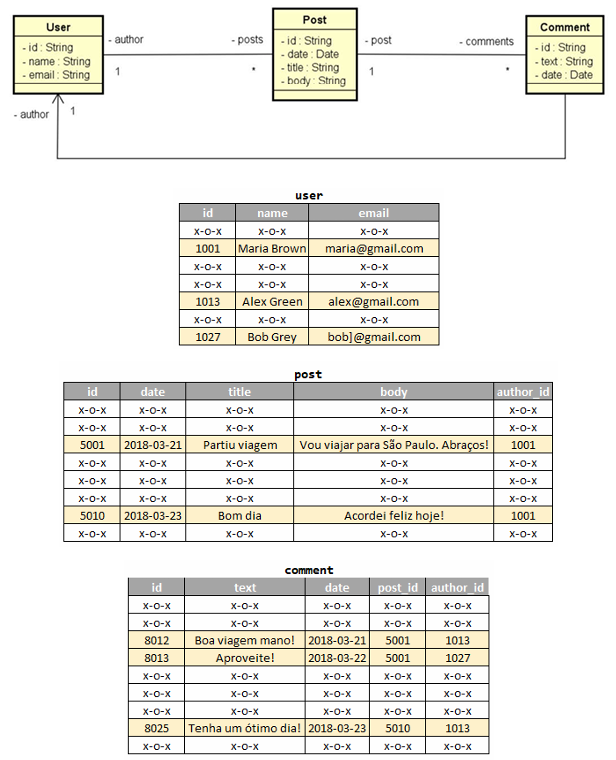 User Post Comment
- id : String
- name : String
- email : String
- author - posts
1 *
- id : String
- date : Date
- title : String
- body : String
- post - comments
1 *
- id : String
- text : String
- date : Date
- author 1
user
id name email
x-o-x x-o-x x-o-x
1001 Maria Brown maria@gmail.com
x-o-x x-o-x x-o-x
x-o-x x-o-x x-o-x
1013 Alex Green alex@gmail.com
x-o-x x-o-x x-o-x
1027 Bob Grey bob]@gmail.com
post
id date title body author_id
x-o-x x-o-x x-o-x x-o-x x-o-x
x-o-x x-o-x x-o-x x-o-x x-o-x
5001 2018-03-21 Partiu viagem Vou viajar para São Paulo. Abraços! 1001
x-o-x x-o-x x-o-x x-o-x x-o-x
x-o-x x-o-x x-o-x x-o-x x-o-x
x-o-x x-o-x x-o-x x-o-x x-o-x
5010 2018-03-23 Bom dia Acordei feliz hoje! 1001
x-o-x x-o-x x-o-x x-o-x x-o-x
comment
id text date post_id author_id
x-o-x x-o-x x-o-x x-o-x x-o-x
x-o-x x-o-x x-o-x x-o-x x-o-x
8012 Boa viagem mano! 2018-03-21 5001 1013
8013 Aproveite! 2018-03-22 5001 1027
x-o-x x-o-x x-o-x x-o-x x-o-x
x-o-x x-o-x x-o-x x-o-x x-o-x
x-o-x x-o-x x-o-x x-o-x x-o-x
8025 Tenha um ótimo dia! 2018-03-23 5010 1013
x-o-x x-o-x x-o-x x-o-x x-o-x